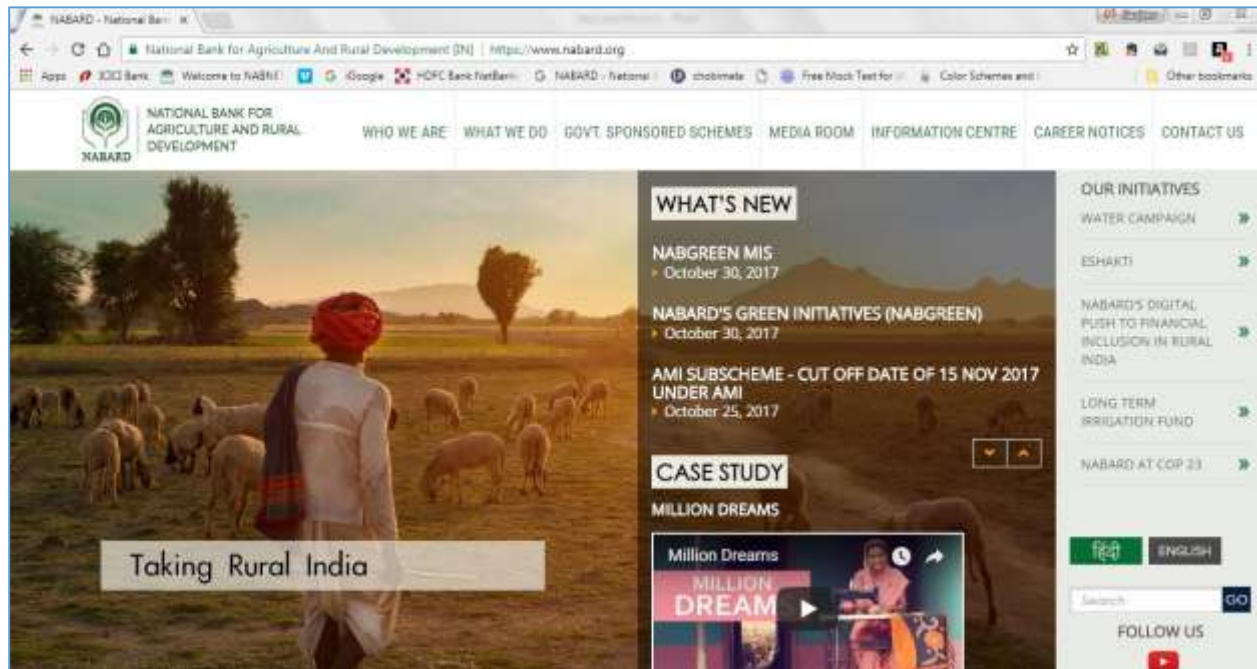 NABARD - National Ban
National Bank for Agriculture And Rural Development [IN] | https://www.nabard.org
Apps ICICI Bank Welcome to NABNET Google HDFC Bank NetBank NABARD - National Free Mock Test for Color Schemes and Other bookmarks
NATIONAL BANK FOR
AGRICULTURE AND RURAL
DEVELOPMENT
NABARD
WHO WE ARE WHAT WE DO GOVT. SPONSORED SCHEMES MEDIA ROOM INFORMATION CENTRE CAREER NOTICES CONTACT US
WHAT'S NEW
NABGREEN MIS
October 30, 2017
NABARD'S GREEN INITIATIVES (NABGREEN)
October 30, 2017
AMI SUBSCHEME - CUT OFF DATE OF 15 NOV 2017
UNDER AMI
October 25, 2017
CASE STUDY
MILLION DREAMS
Million Dreams
MILLION
DREAM
Taking Rural India
OUR INITIATIVES
WATER CAMPAIGN
ESHAKTI
NABARD'S DIGITAL
PUSH TO FINANCIAL
INCLUSION IN RURAL
INDIA
LONG TERM
IRRIGATION FUND
NABARD AT COP 23
हिंदी ENGLISH
Search GO
FOLLOW US